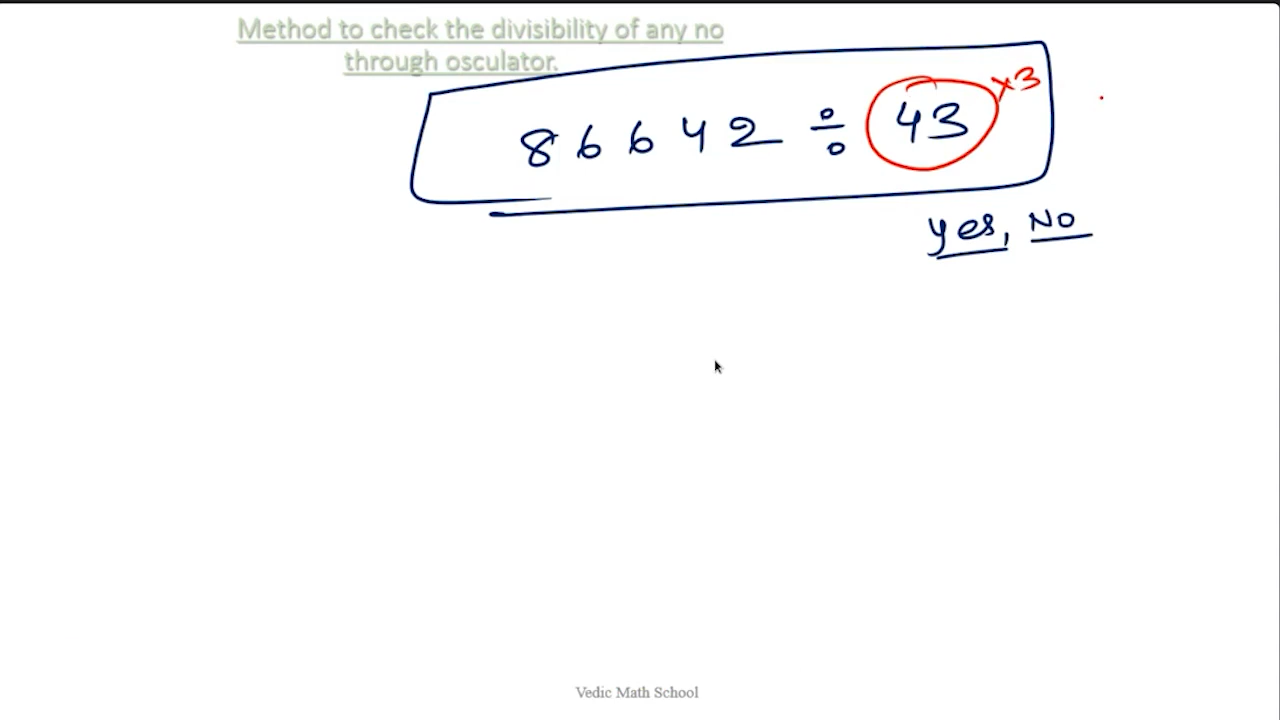 Method to check the divisibility of any no
through osculator.
86642 ÷ 43 ×3
yes, No
Vedic Math School